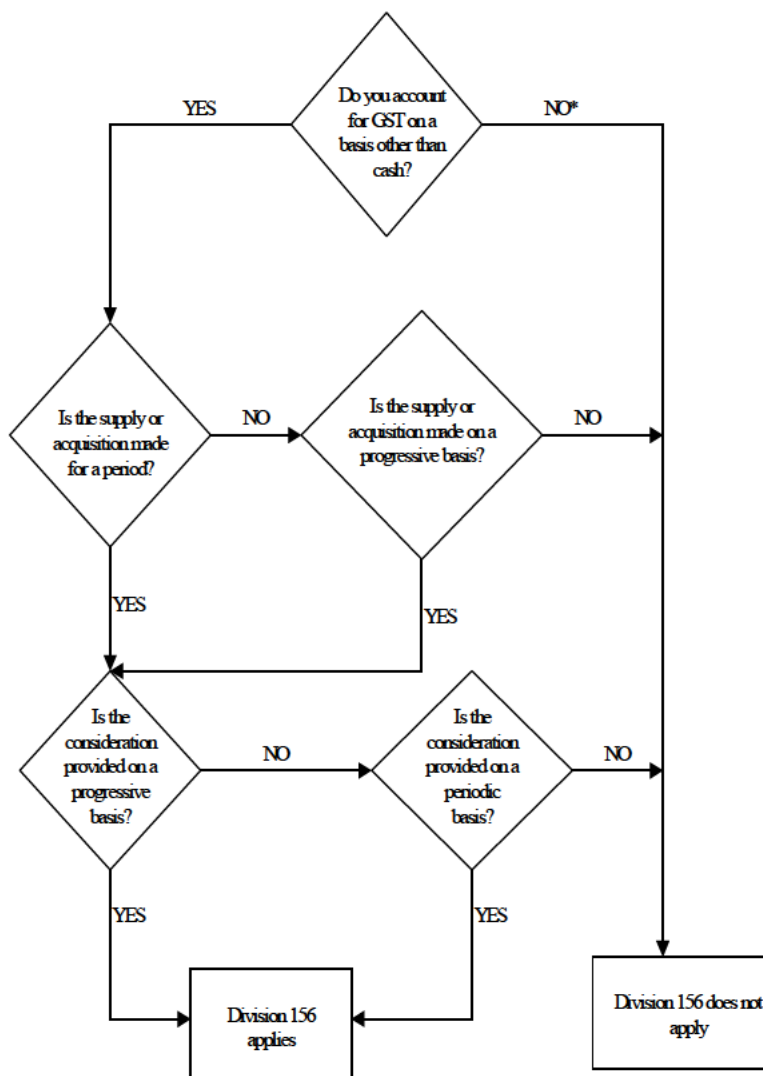 Do you account
for GST on a
basis other than
cash?
YES
NO*
Is the supply or
acquisition made
for a period?
NO
Is the supply or
acquisition made on a
progressive basis?
NO
YES
YES
Is the
consideration
provided on a
progressive
basis?
NO
Is the
consideration
provided on a
periodic
basis?
NO
YES
YES
Division 156
applies
Division 156 does not
apply